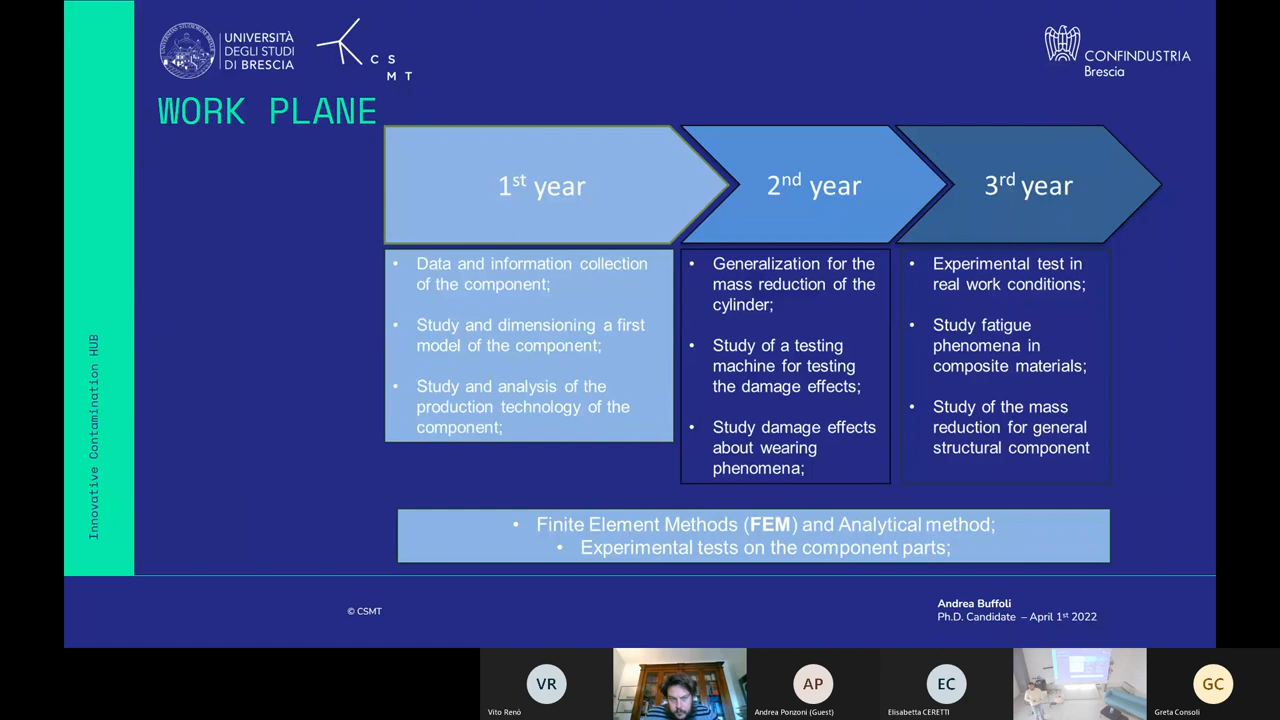 UNIVERSITÀ
DEGLI STUDI
DI BRESCIA
C S
M T
CONFINDUSTRIA
Brescia
WORK PLANE
1st year
2nd year
3rd year
• Data and information collection
of the component;
• Study and dimensioning a first
model of the component;
• Study and analysis of the
production technology of the
component;
• Generalization for the
mass reduction of the
cylinder;
• Study of a testing
machine for testing
the damage effects;
• Study damage effects
about wearing
phenomena;
• Experimental test in
real work conditions;
• Study fatigue
phenomena in
composite materials;
• Study of the mass
reduction for general
structural component
• Finite Element Methods (FEM) and Analytical method;
• Experimental tests on the component parts;
Innovative Contamination HUB
© CSMT
Andrea Buffoli
Ph.D. Candidate – April 1st 2022
VR
Vito Renò
AP
Andrea Ponzoni (Guest)
EC
Elisabetta CERETTI
GC
Greta Consoli